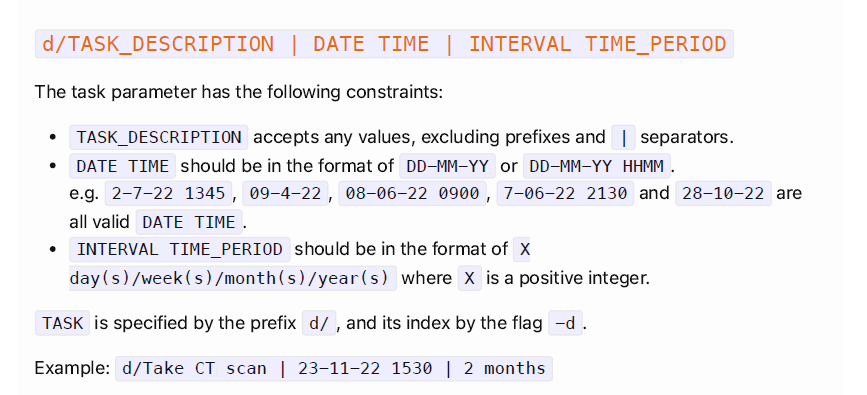 d/TASK_DESCRIPTION | DATE TIME | INTERVAL TIME_PERIOD
The task parameter has the following constraints:
• TASK_DESCRIPTION accepts any values, excluding prefixes and | separators.
• DATE TIME should be in the format of DD-MM-YY or DD-MM-YY HHMM.
e.g. 2-7-22 1345, 09-4-22, 08-06-22 0900, 7-06-22 2130 and 28-10-22 are
all valid DATE TIME.
• INTERVAL TIME_PERIOD should be in the format of X
day(s)/week(s)/month(s)/year(s) where X is a positive integer.
TASK is specified by the prefix d/, and its index by the flag -d.
Example: d/Take CT scan | 23-11-22 1530 | 2 months